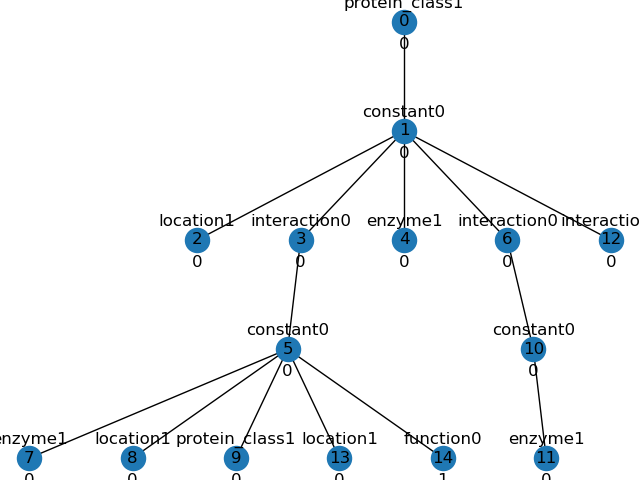 protein_class1
0
0
constant0
1
0
location1 interaction0 enzyme1 interaction0 interactio
2 3 4 6 12
0 0 0 0 0
constant0 constant0
5 10
0 0
enzyme1 location1 protein_class1 location1 function0 enzyme1
7 8 9 13 14 11
0 0 0 0 1 0